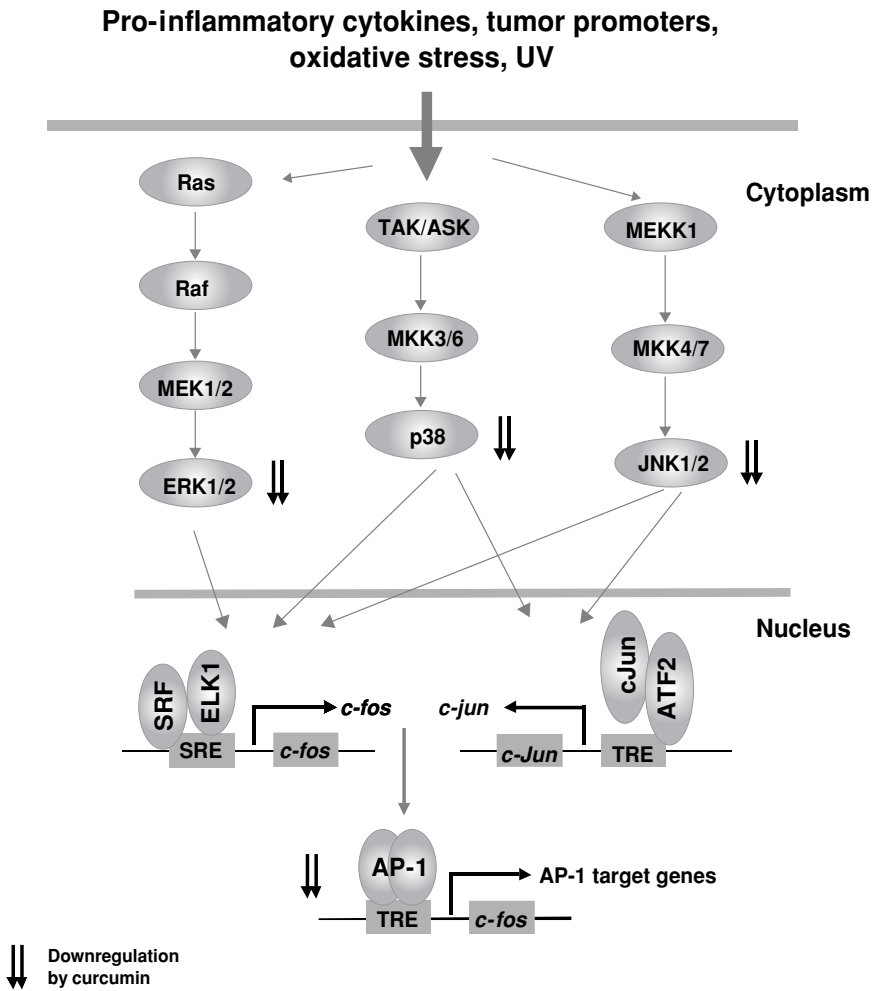 Pro-inflammatory cytokines, tumor promoters,
oxidative stress, UV
Cytoplasm
Ras
TAK/ASK
MEKK1
Raf
MKK3/6
MKK4/7
MEK1/2
p38
JNK1/2
ERK1/2
Nucleus
SRF
ELK1
cJun
ATF2
c-fos
c-jun
SRE
c-fos
c-Jun
TRE
AP-1
AP-1 target genes
TRE
c-fos
Downregulation
by curcumin